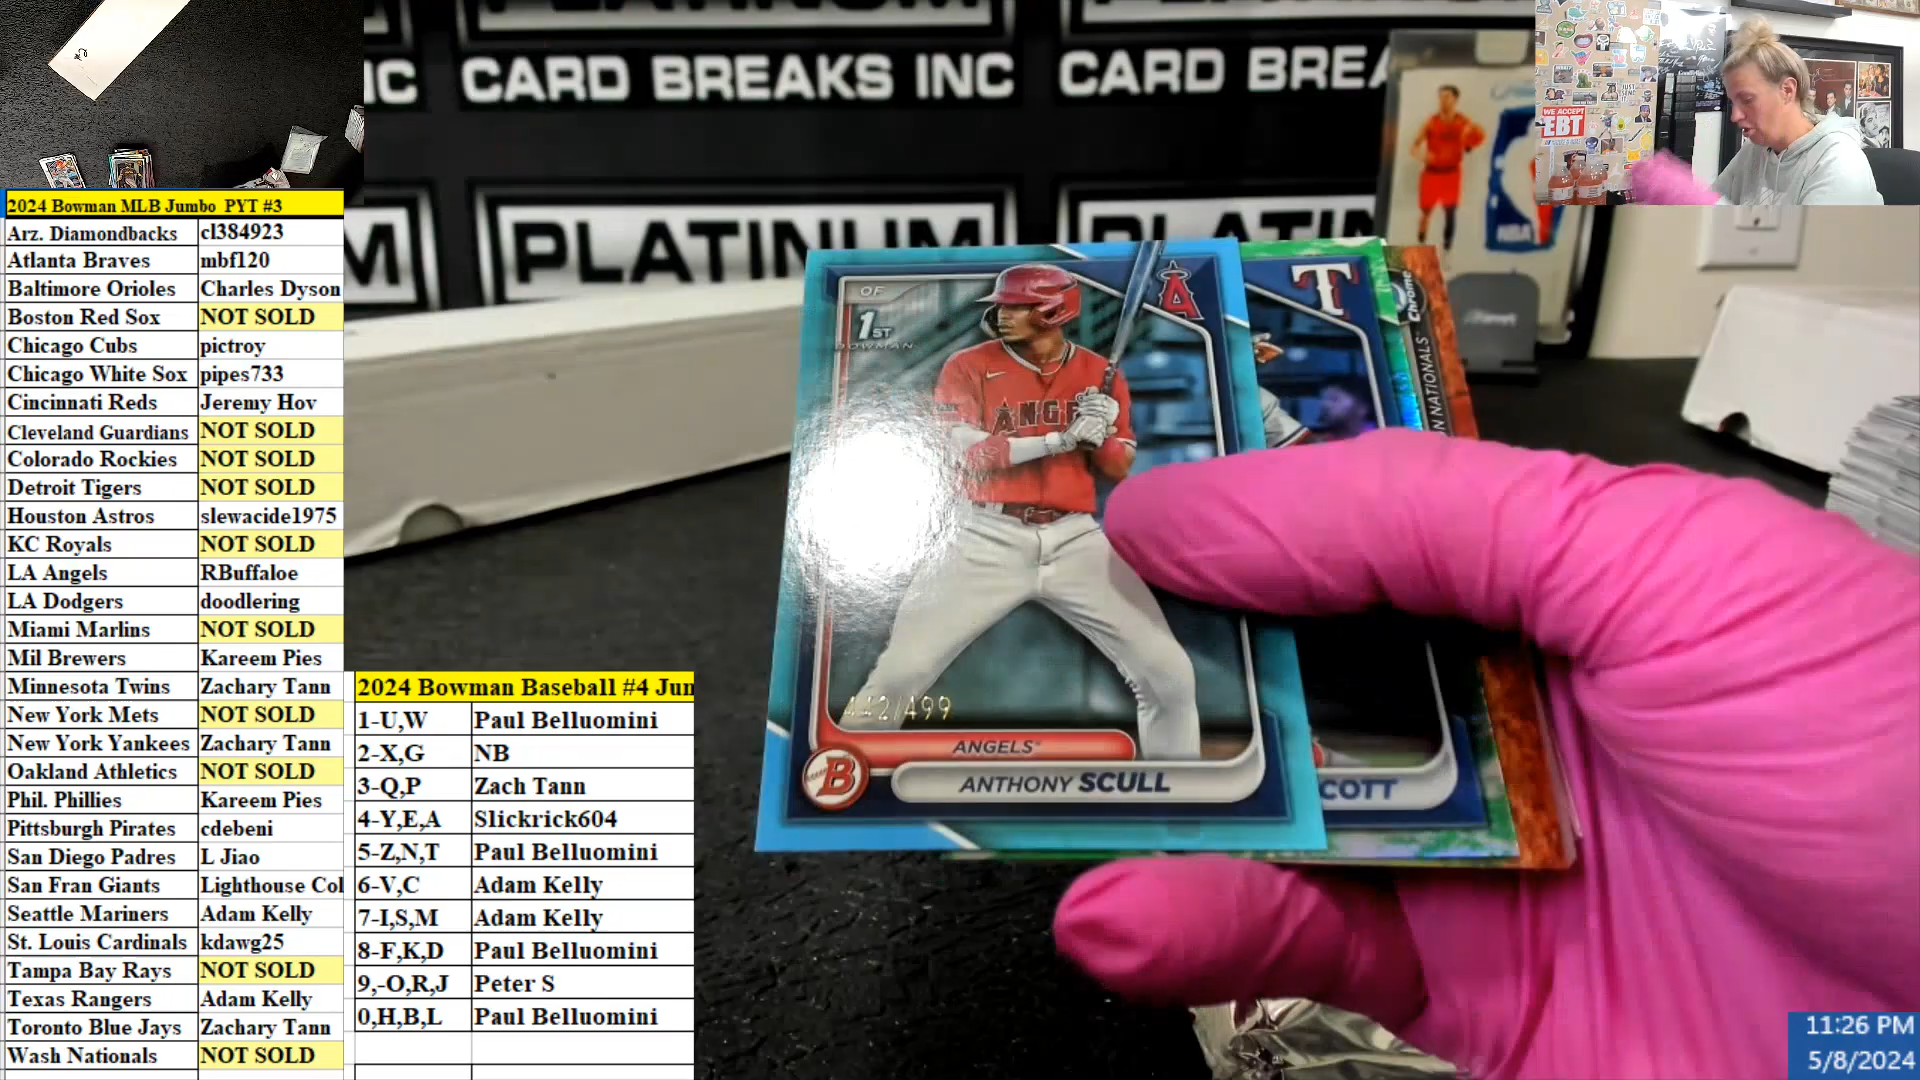 CARD BREAKS INC
CARD BREA
IC
PLATINUM
PLATIN
M
WE ACCEPT
EBT
2024 Bowman MLB Jumbo PYT #3
Arz. Diamondbacks cl384923
Atlanta Braves mbf120
Baltimore Orioles Charles Dyson
Boston Red Sox NOT SOLD
Chicago Cubs pictroy
Chicago White Sox pipes733
Cincinnati Reds Jeremy Hov
Cleveland Guardians NOT SOLD
Colorado Rockies NOT SOLD
Detroit Tigers NOT SOLD
Houston Astros slewacide1975
KC Royals NOT SOLD
LA Angels RBuffaloe
LA Dodgers doodlering
Miami Marlins NOT SOLD
Mil Brewers Kareem Pies
Minnesota Twins Zachary Tann
New York Mets NOT SOLD
New York Yankees Zachary Tann
Oakland Athletics NOT SOLD
Phil. Phillies Kareem Pies
Pittsburgh Pirates cdebeni
San Diego Padres L Jiao
San Fran Giants Lighthouse Col
Seattle Mariners Adam Kelly
St. Louis Cardinals kdawg25
Tampa Bay Rays NOT SOLD
Texas Rangers Adam Kelly
Toronto Blue Jays Zachary Tann
Wash Nationals NOT SOLD
2024 Bowman Baseball #4 Jun
1-U,W Paul Belluomini
2-X,G NB
3-Q,P Zach Tann
4-Y,E,A Slickrick604
5-Z,N,T Paul Belluomini
6-V,C Adam Kelly
7-I,S,M Adam Kelly
8-F,K,D Paul Belluomini
9,-O,R,J Peter S
0,H,B,L Paul Belluomini
OF
1ST
BOWMAN
A
ANGE
442/499
ANGELS
B
ANTHONY SCULL
T
COTT
Chrome
N NATIONALS
NBA
11:26 PM
5/8/2024